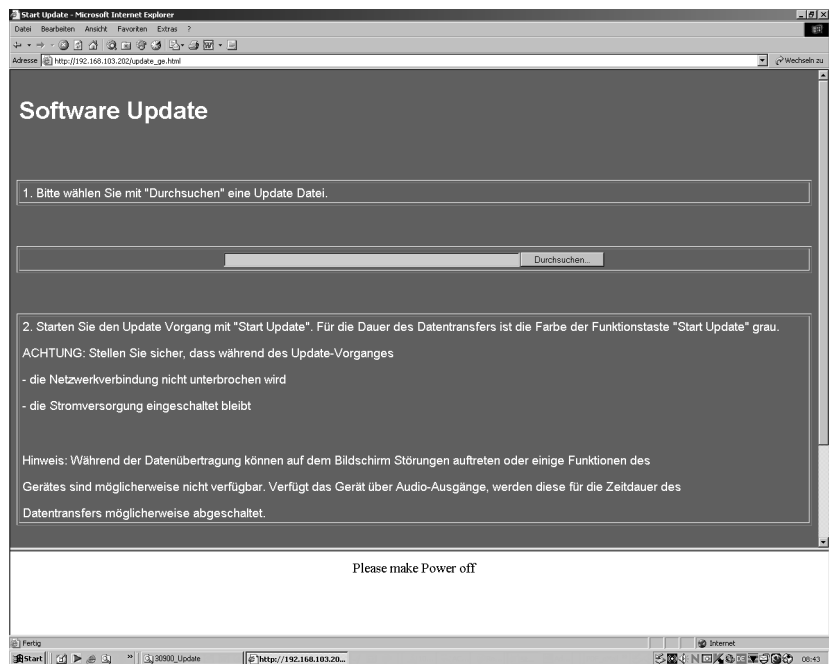 Start Update - Microsoft Internet Explorer
Datei Bearbeiten Ansicht Favoriten Extras ?
Adresse http://192.168.103.202/update_ge.html Wechseln zu
Software Update
1. Bitte wählen Sie mit "Durchsuchen" eine Update Datei.
Durchsuchen...
2. Starten Sie den Update Vorgang mit "Start Update". Für die Dauer des Datentransfers ist die Farbe der Funktionstaste "Start Update" grau.
ACHTUNG: Stellen Sie sicher, dass während des Update-Vorganges
- die Netzwerkverbindung nicht unterbrochen wird
- die Stromversorgung eingeschaltet bleibt
Hinweis: Während der Datenübertragung können auf dem Bildschirm Störungen auftreten oder einige Funktionen des
Gerätes sind möglicherweise nicht verfügbar. Verfügt das Gerät über Audio-Ausgänge, werden diese für die Zeitdauer des
Datentransfers möglicherweise abgeschaltet.
Please make Power off
Fertig Internet
Start » 30900_Update http://192.168.103.20... 08:43